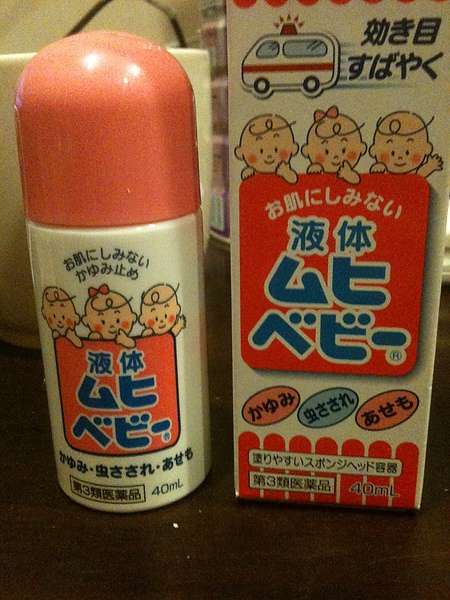 お肌にしみない
かゆみ止め
液体
ムヒ
ベビー®
かゆみ・虫さされ・あせも
第3類医薬品 40mL
効き目
すばやく
お肌にしみない
液体
ムヒ
ベビー®
かゆみ 虫さされ あせも
塗りやすいスポンジヘッド容器
第3類医薬品 40mL